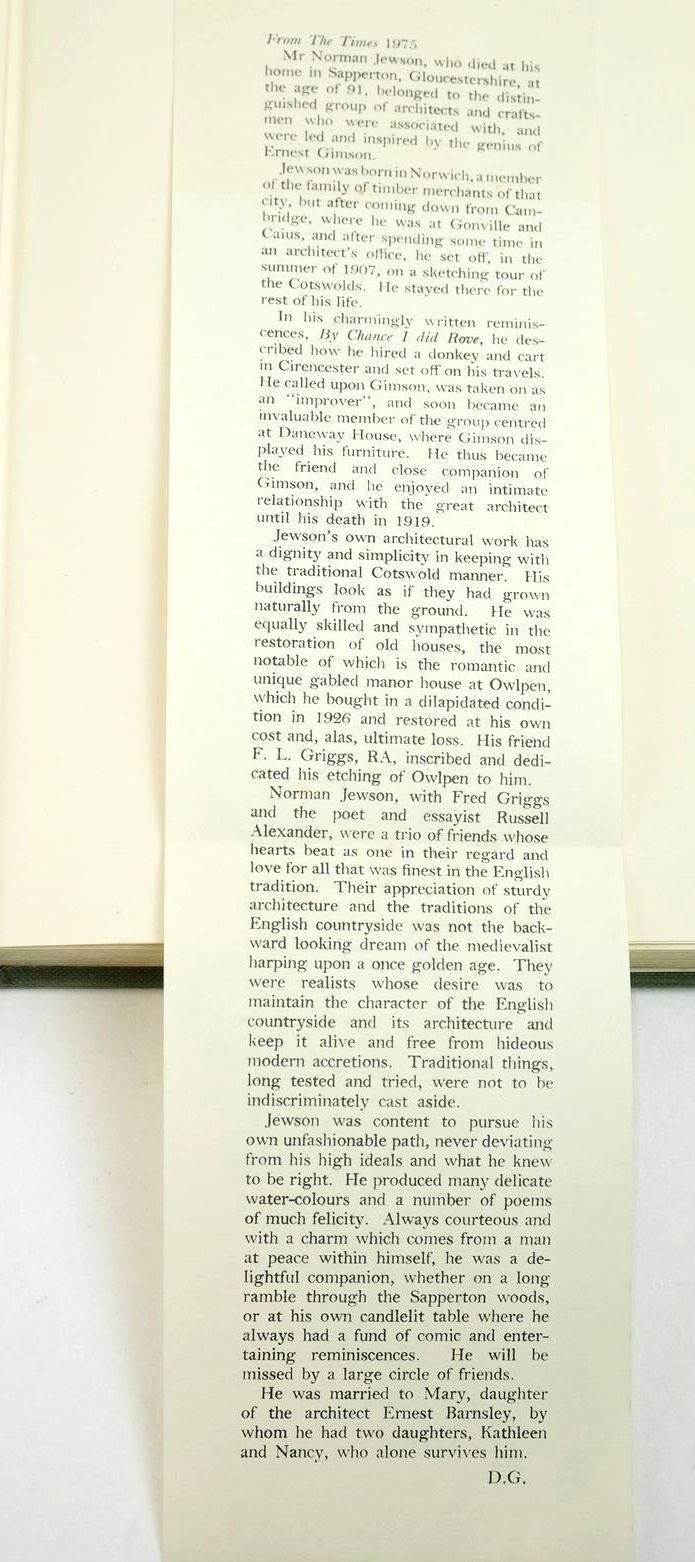 From The Times 1975
Mr Norman Jewson, who died at his
home in Sapperton, Gloucestershire, at
the age of 91, belonged to the distin-
guished group of architects and crafts-
men who were associated with, and
were led and inspired by the genius of
Ernest Gimson.
Jewson was born in Norwich, a member
of the family of timber merchants of that
city, but after coming down from Cam-
bridge, where he was at Gonville and
Caius, and after spending some time in
an architect's office, he set off, in the
summer of 1907, on a sketching tour of
the Cotswolds. He stayed there for the
rest of his life.
In his charmingly written reminis-
cences, By Chance I did Rove, he des-
cribed how he hired a donkey and cart
in Cirencester and set off on his travels.
He called upon Gimson, was taken on as
an "improver", and soon became an
invaluable member of the group centred
at Daneway House, where Gimson dis-
played his furniture. He thus became
the friend and close companion of
Gimson, and he enjoyed an intimate
relationship with the great architect
until his death in 1919.
Jewson's own architectural work has
a dignity and simplicity in keeping with
the traditional Cotswold manner. His
buildings look as if they had grown
naturally from the ground. He was
equally skilled and sympathetic in the
restoration of old houses, the most
notable of which is the romantic and
unique gabled manor house at Owlpen,
which he bought in a dilapidated condi-
tion in 1926 and restored at his own
cost and, alas, ultimate loss. His friend
F. L. Griggs, RA, inscribed and dedi-
cated his etching of Owlpen to him.
Norman Jewson, with Fred Griggs
and the poet and essayist Russell
Alexander, were a trio of friends whose
hearts beat as one in their regard and
love for all that was finest in the English
tradition. Their appreciation of sturdy
architecture and the traditions of the
English countryside was not the back-
ward looking dream of the medievalist
harping upon a once golden age. They
were realists whose desire was to
maintain the character of the English
countryside and its architecture and
keep it alive and free from hideous
modern accretions. Traditional things,
long tested and tried, were not to be
indiscriminately cast aside.
Jewson was content to pursue his
own unfashionable path, never deviating
from his high ideals and what he knew
to be right. He produced many delicate
water-colours and a number of poems
of much felicity. Always courteous and
with a charm which comes from a man
at peace within himself, he was a de-
lightful companion, whether on a long
ramble through the Sapperton woods,
or at his own candlelit table where he
always had a fund of comic and enter-
taining reminiscences. He will be
missed by a large circle of friends.
He was married to Mary, daughter
of the architect Ernest Barnsley, by
whom he had two daughters, Kathleen
and Nancy, who alone survives him.
D.G.